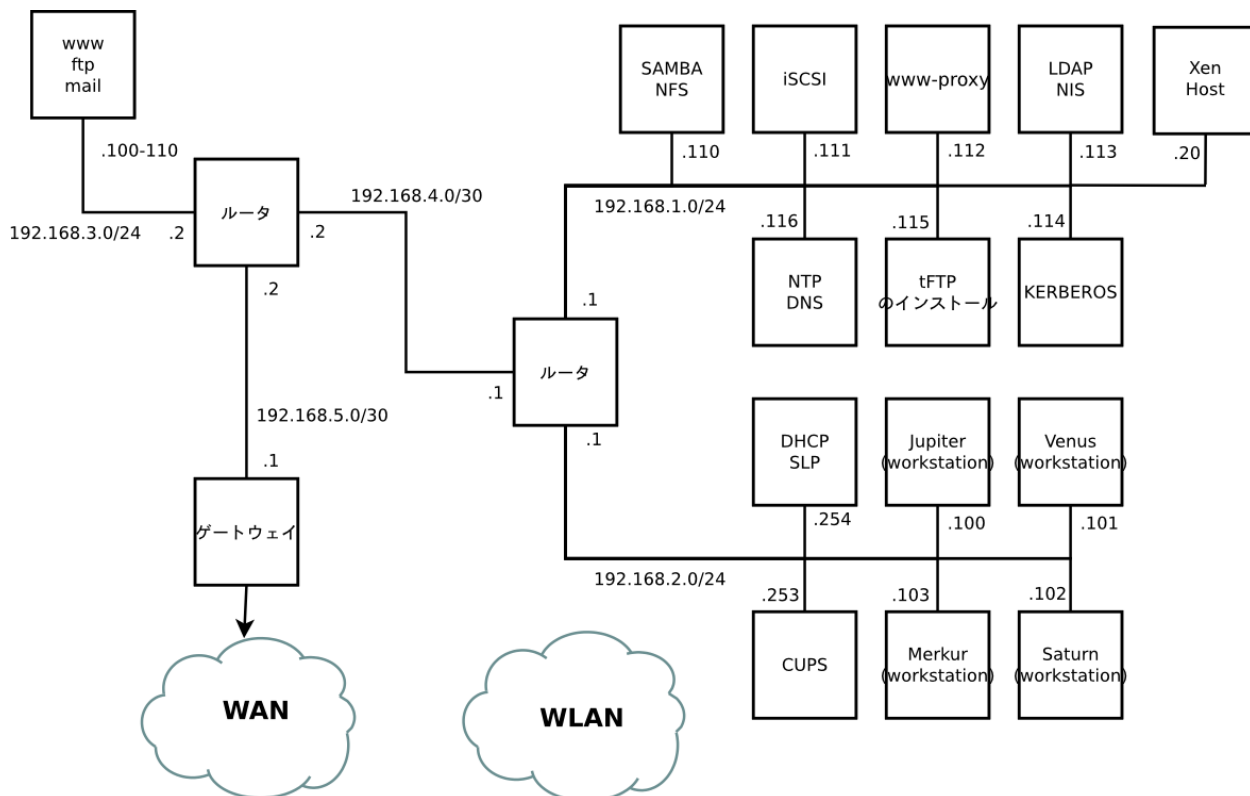 www
ftp
mail
SAMBA
NFS
iSCSI
www-proxy
LDAP
NIS
Xen
Host
.100-110
.110
.111
.112
.113
.20
192.168.3.0/24
.2
ルータ
.2
192.168.4.0/30
192.168.1.0/24
.116
.115
.114
.2
NTP
DNS
tFTP
のインストール
KERBEROS
.1
ルータ
.1
.1
192.168.5.0/30
.1
ゲートウェイ
DHCP
SLP
Jupiter
(workstation)
Venus
(workstation)
.254
.100
.101
192.168.2.0/24
.253
.103
.102
CUPS
Merkur
(workstation)
Saturn
(workstation)
WAN
WLAN